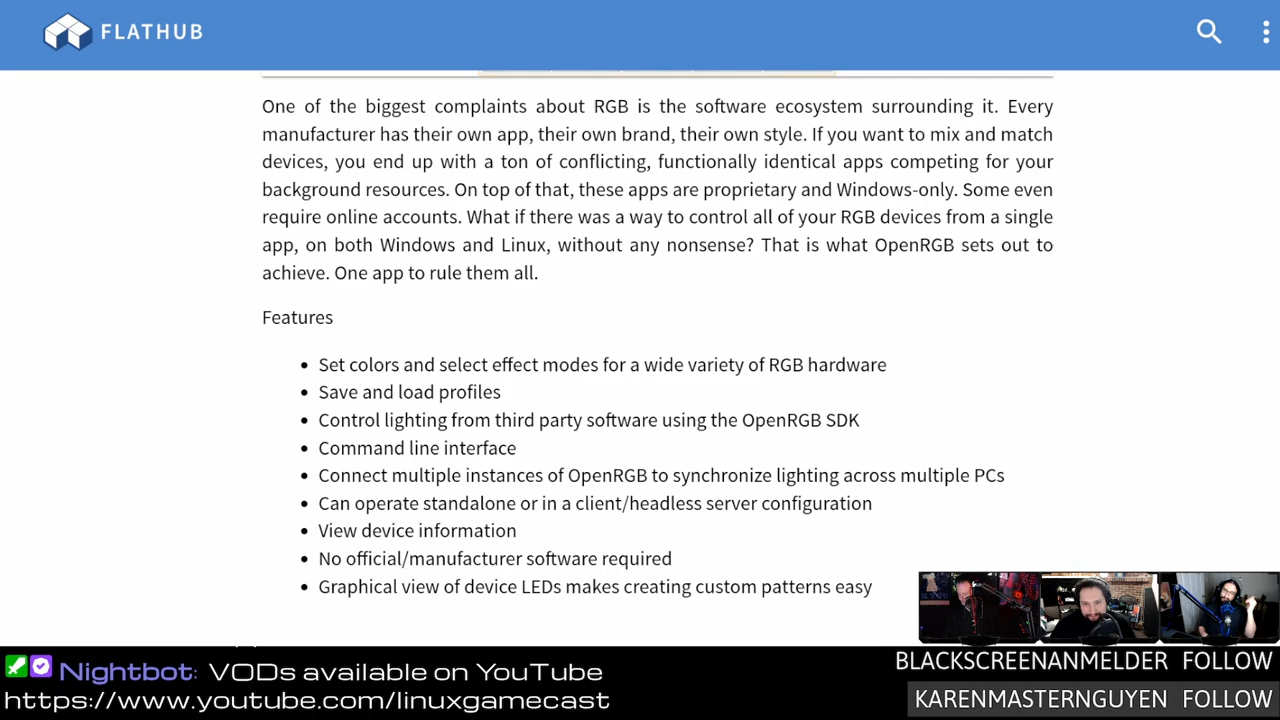 FLATHUB
One of the biggest complaints about RGB is the software ecosystem surrounding it. Every
manufacturer has their own app, their own brand, their own style. If you want to mix and match
devices, you end up with a ton of conflicting, functionally identical apps competing for your
background resources. On top of that, these apps are proprietary and Windows-only. Some even
require online accounts. What if there was a way to control all of your RGB devices from a single
app, on both Windows and Linux, without any nonsense? That is what OpenRGB sets out to
achieve. One app to rule them all.
Features
• Set colors and select effect modes for a wide variety of RGB hardware
• Save and load profiles
• Control lighting from third party software using the OpenRGB SDK
• Command line interface
• Connect multiple instances of OpenRGB to synchronize lighting across multiple PCs
• Can operate standalone or in a client/headless server configuration
• View device information
• No official/manufacturer software required
• Graphical view of device LEDs makes creating custom patterns easy
Nightbot: VODs available on YouTube
https://www.youtube.com/linuxgamecast
BLACKSCREENANMELDER FOLLOW
KARENMASTERNGUYEN FOLLOW